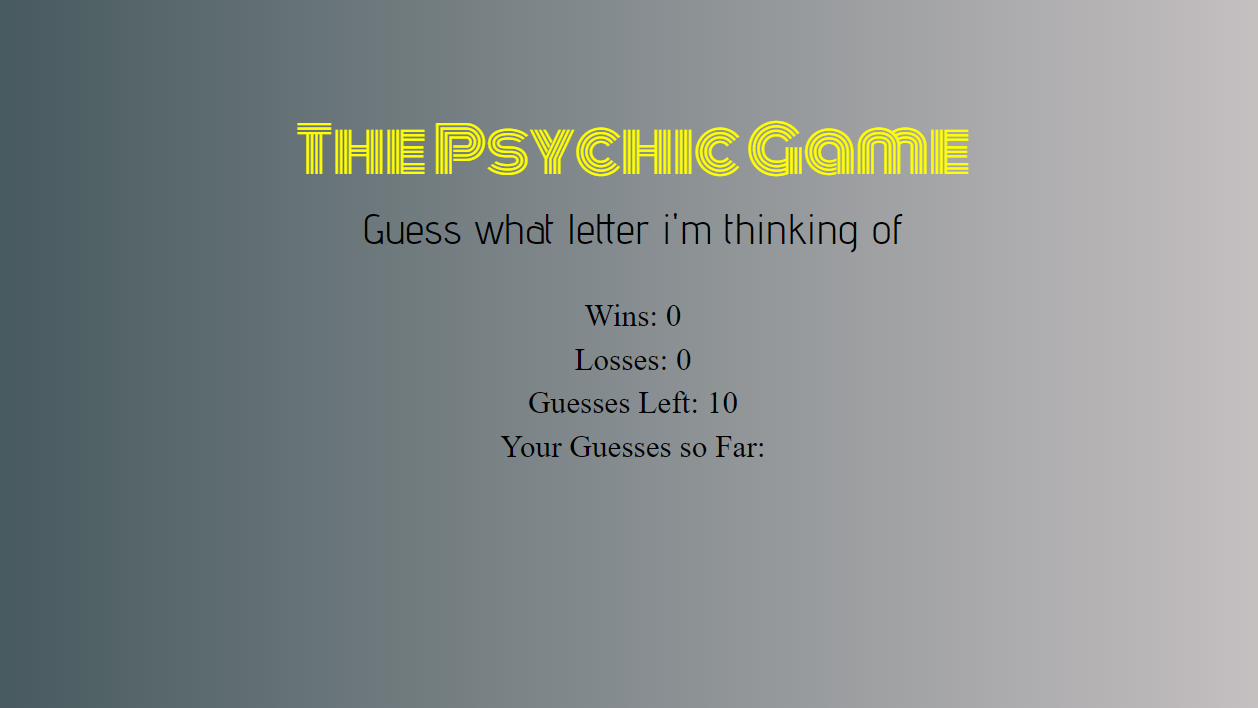 The Psychic Game
Guess what letter i'm thinking of
Wins: 0
Losses: 0
Guesses Left: 10
Your Guesses so Far: